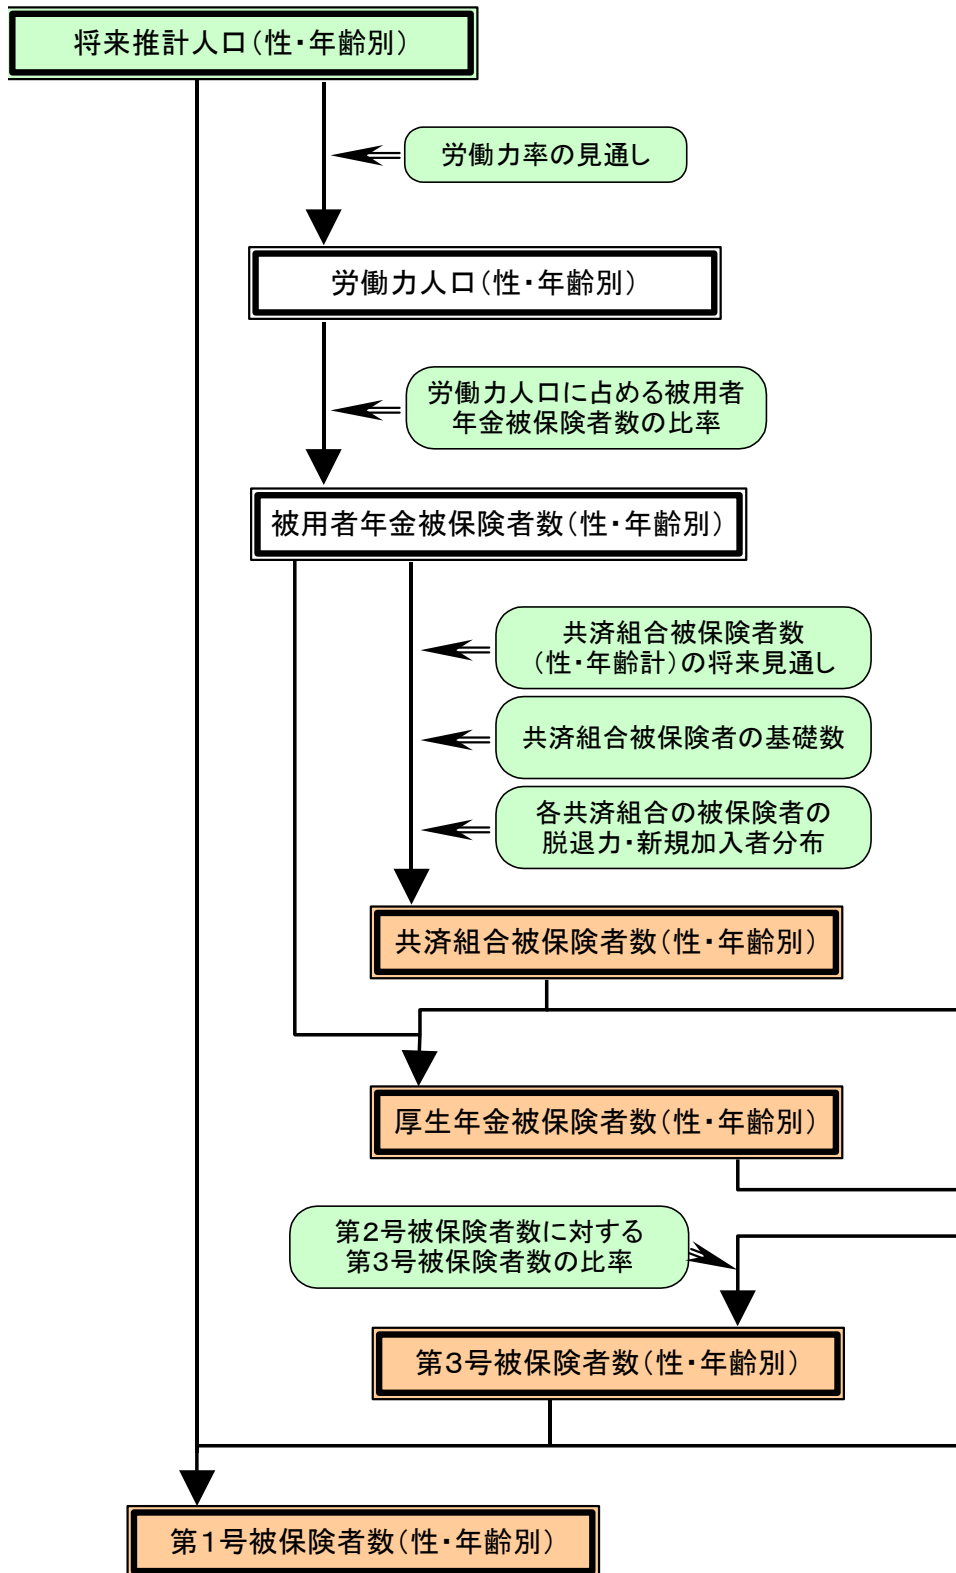 将来推計人口(性・年齢別)
労働力率の見通し
労働力人口(性・年齢別)
労働力人口に占める被用者
年金被保険者数の比率
被用者年金被保険者数(性・年齢別)
共済組合被保険者数
(性・年齢計)の将来見通し
共済組合被保険者の基礎数
各共済組合の被保険者の
脱退力・新規加入者分布
共済組合被保険者数(性・年齢別)
厚生年金被保険者数(性・年齢別)
第2号被保険者数に対する
第3号被保険者数の比率
第3号被保険者数(性・年齢別)
第1号被保険者数(性・年齢別)